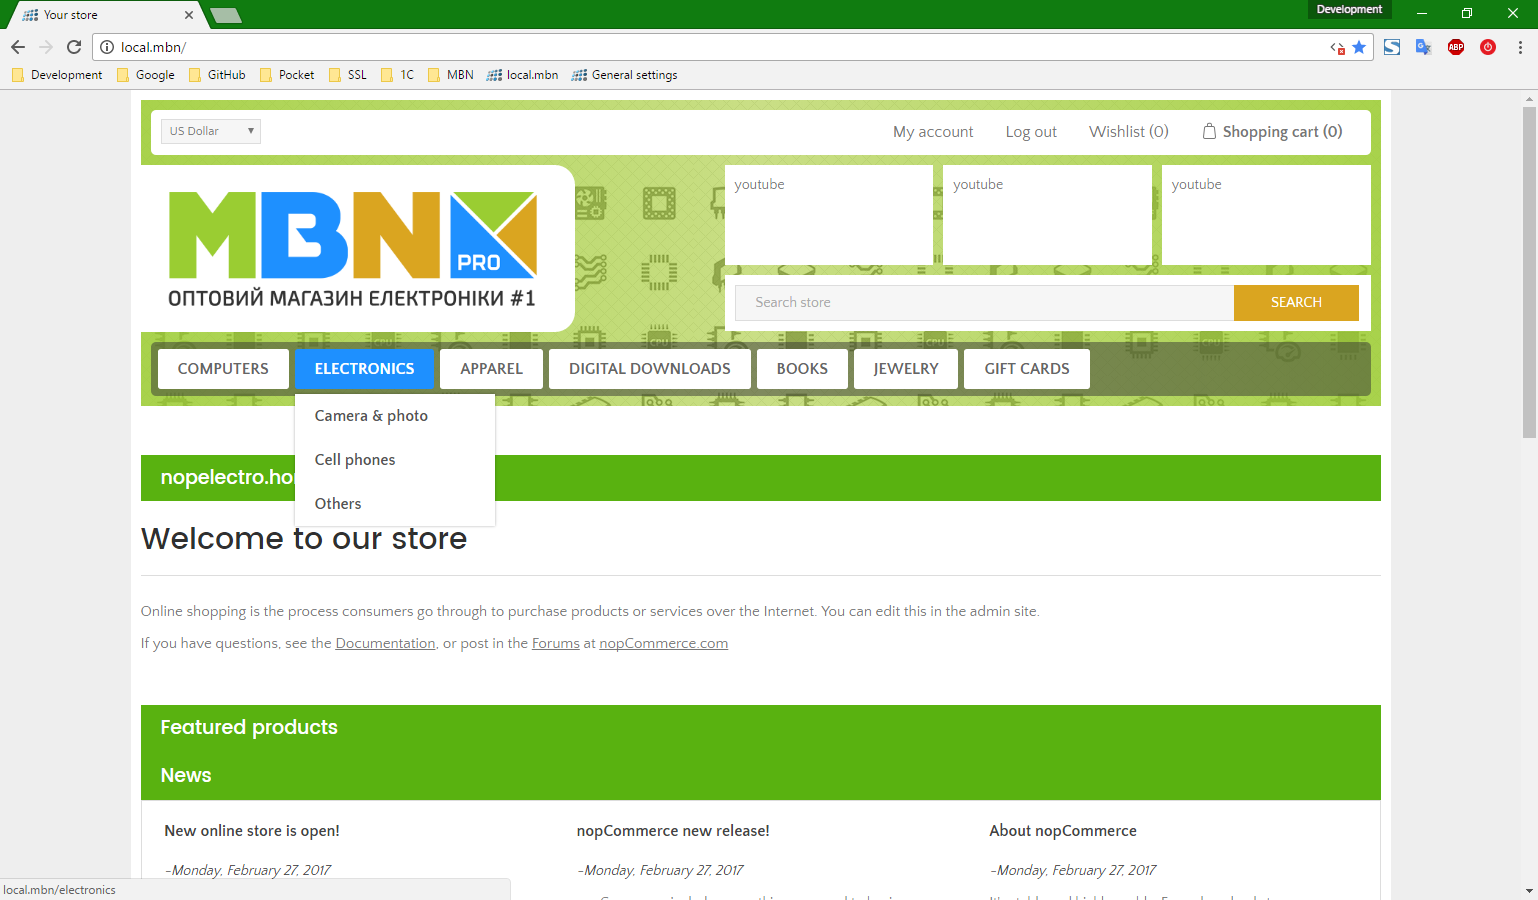 Your store
Development
local.mbn/
Development Google GitHub Pocket SSL 1C MBN local.mbn General settings
US Dollar
My account Log out Wishlist (0) Shopping cart (0)
MBN PRO
ОПТОВИЙ МАГАЗИН ЕЛЕКТРОНІКИ #1
youtube youtube youtube
Search store SEARCH
COMPUTERS ELECTRONICS APPAREL DIGITAL DOWNLOADS BOOKS JEWELRY GIFT CARDS
Camera & photo
Cell phones
Others
nopelectro.ho
Welcome to our store
Online shopping is the process consumers go through to purchase products or services over the Internet. You can edit this in the admin site.
If you have questions, see the Documentation, or post in the Forums at nopCommerce.com
Featured products
News
New online store is open! nopCommerce new release! About nopCommerce
-Monday, February 27, 2017 -Monday, February 27, 2017 -Monday, February 27, 2017
local.mbn/electronics